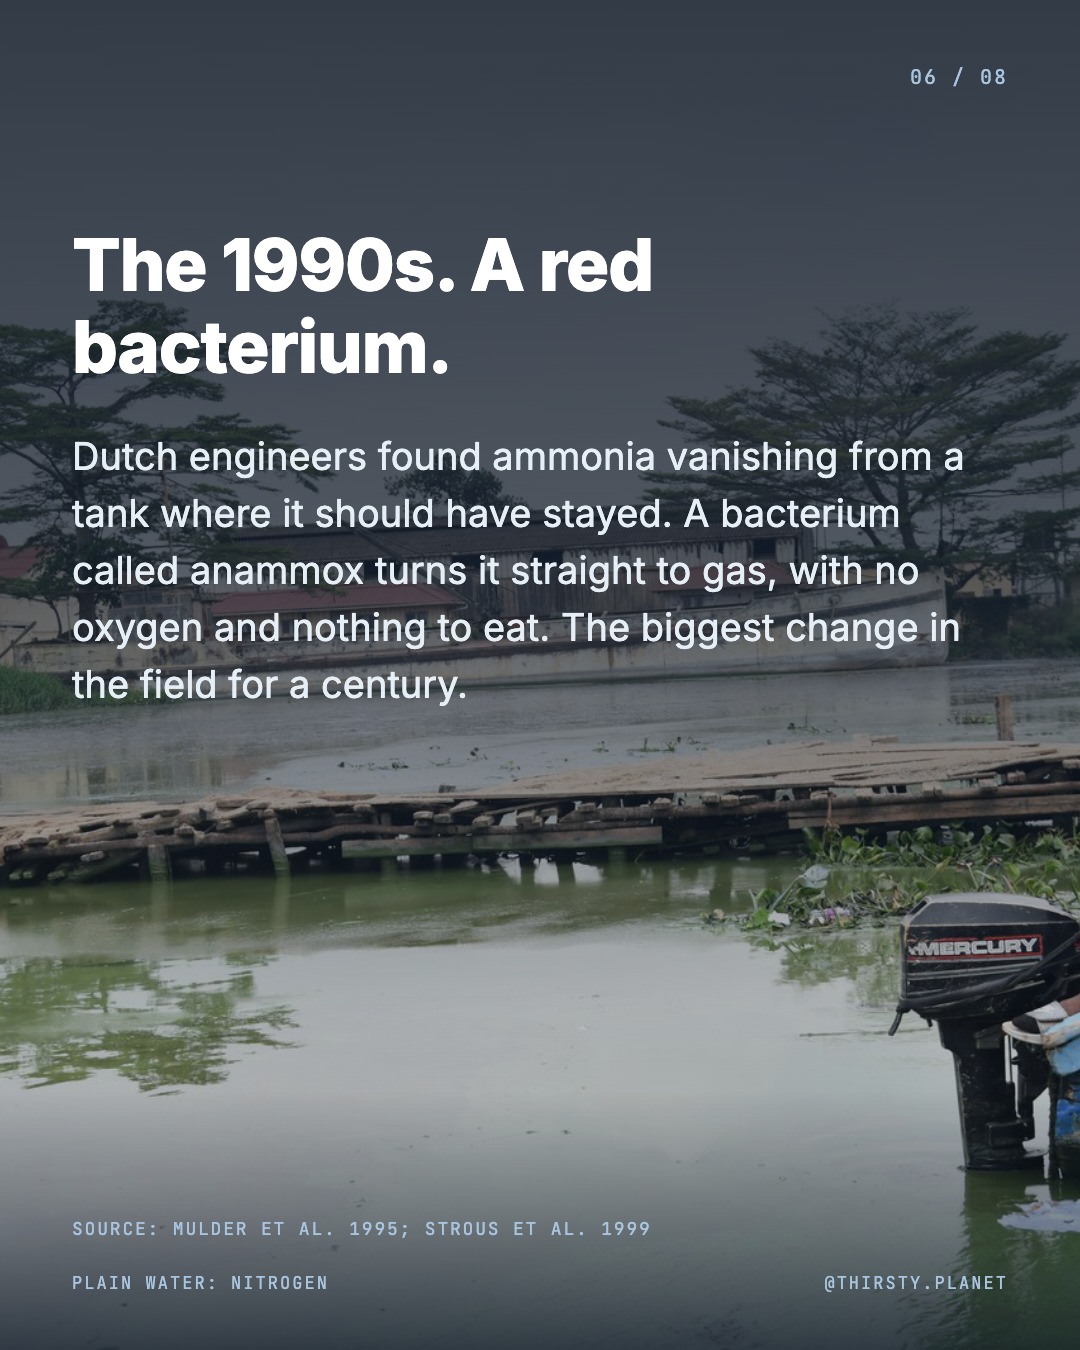 06 / 08
The 1990s. A red
bacterium.
Dutch engineers found ammonia vanishing from a
tank where it should have stayed. A bacterium
called anammox turns it straight to gas, with no
oxygen and nothing to eat. The biggest change in
the field for a century.
MERCURY
SOURCE: MULDER ET AL. 1995; STROUS ET AL. 1999
PLAIN WATER: NITROGEN
@THIRSTY.PLANET